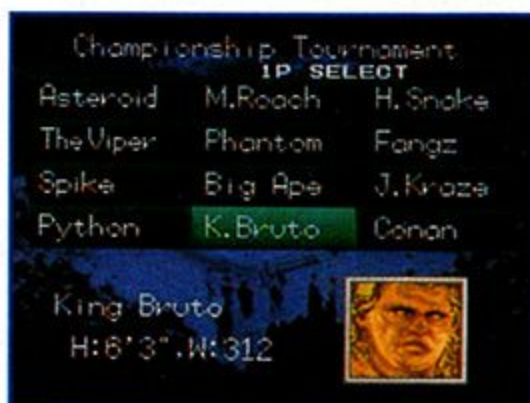 Championship Tournament
1P SELECT
Asteroid M.Roach H.Snake
The Viper Phantom Fangz
Spike Big Ape J.Kraze
Python K.Bruto Conan
King Bruto
H:6'3".W:312